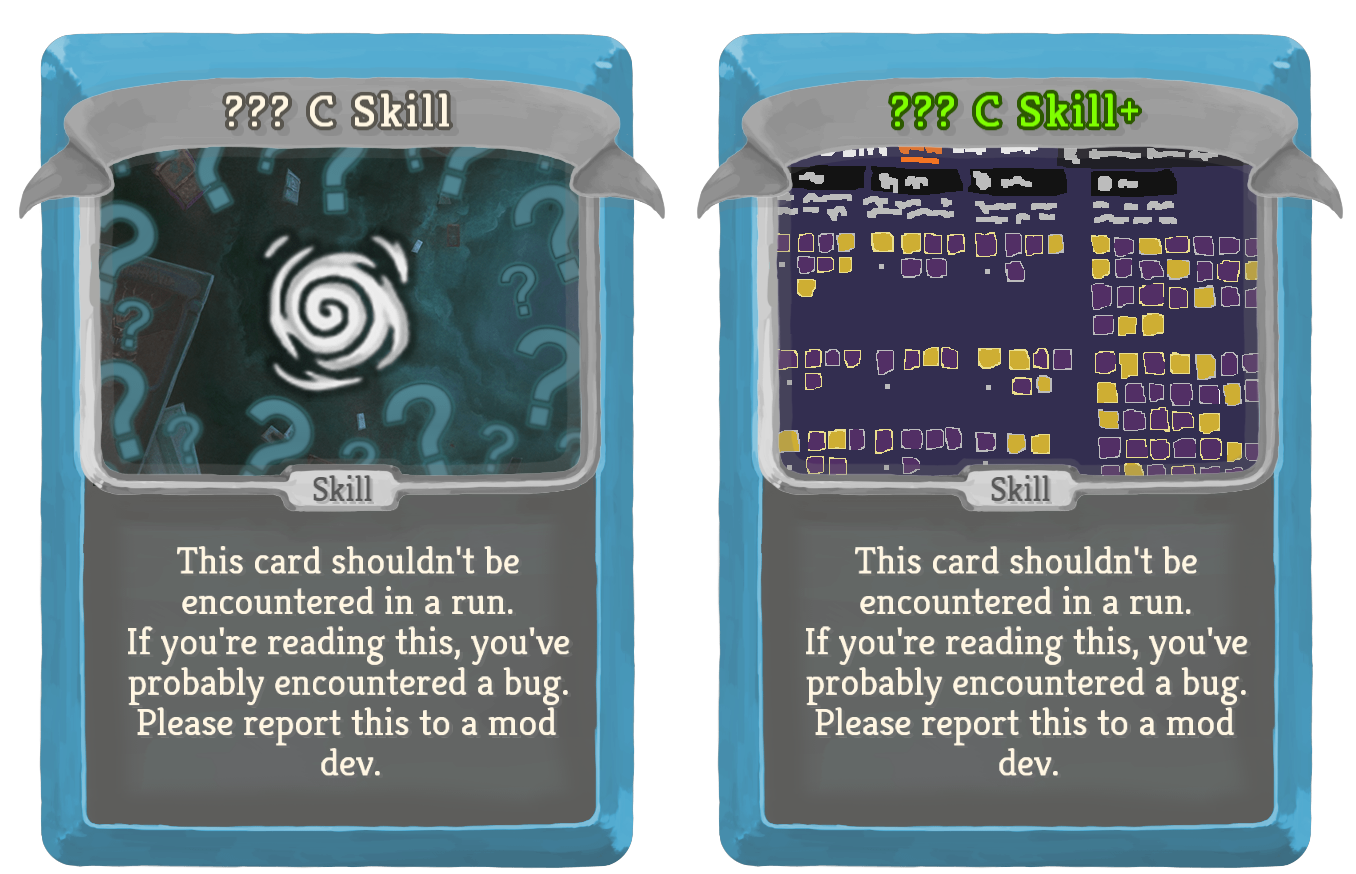 ??? C Skill
Skill
This card shouldn't be
encountered in a run.
If you're reading this, you've
probably encountered a bug.
Please report this to a mod
dev.
??? C Skill+
Skill
This card shouldn't be
encountered in a run.
If you're reading this, you've
probably encountered a bug.
Please report this to a mod
dev.